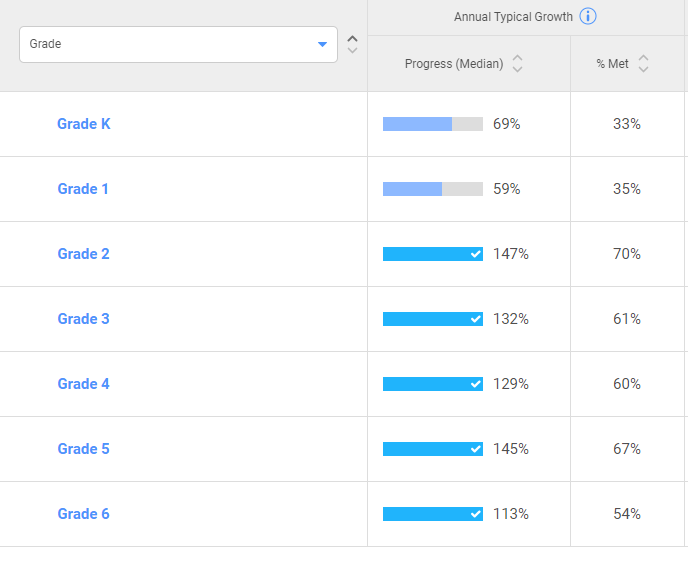 Annual Typical Growth
Grade
Progress (Median) % Met
Grade K 69% 33%
Grade 1 59% 35%
Grade 2 147% 70%
Grade 3 132% 61%
Grade 4 129% 60%
Grade 5 145% 67%
Grade 6 113% 54%